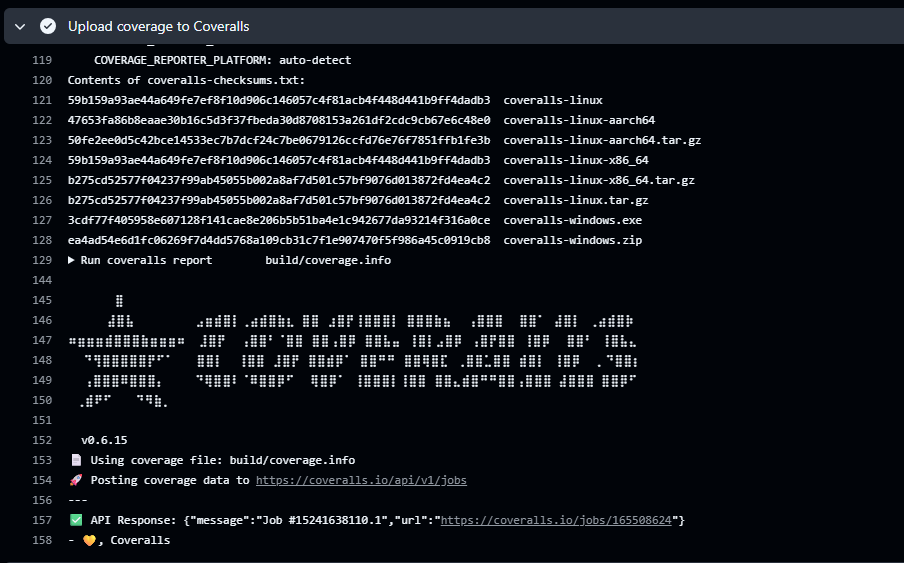 Upload coverage to Coveralls
119 COVERAGE_REPORTER_PLATFORM: auto-detect
120 Contents of coveralls-checksums.txt:
121 59b159a93ae44a649fe7ef8f10d906c146057c4f81acb4f448d441b9ff4dadb3 coveralls-linux
122 47653fa86b8eaae30b16c5d3f37fbeda30d8708153a261df2cdc9cb67e6c48e0 coveralls-linux-aarch64
123 50fe2ee0d5c42bce14533ec7b7dcf24c7be0679126ccfd76e76f7851ffb1fe3b coveralls-linux-aarch64.tar.gz
124 59b159a93ae44a649fe7ef8f10d906c146057c4f81acb4f448d441b9ff4dadb3 coveralls-linux-x86_64
125 b275cd52577f04237f99ab45055b002a8af7d501c57bf9076d013872fd4ea4c2 coveralls-linux-x86_64.tar.gz
126 b275cd52577f04237f99ab45055b002a8af7d501c57bf9076d013872fd4ea4c2 coveralls-linux.tar.gz
127 3cdf77f405958e607128f141cae8e206b5b51ba4e1c942677da93214f316a0ce coveralls-windows.exe
128 ea4ad54e6d1fc06269f7d4dd5768a109cb31c7f1e907470f5f986a45c0919cb8 coveralls-windows.zip
129 ▶ Run coveralls report build/coverage.info
144
145
146
147
148
149
150
COVERALLS
151
152 v0.6.15
153 📄 Using coverage file: build/coverage.info
154 🚀 Posting coverage data to https://coveralls.io/api/v1/jobs
156 ---
157 ✅ API Response: {"message":"Job #15241638110.1","url":"https://coveralls.io/jobs/165508624"}
158 - 💛, Coveralls